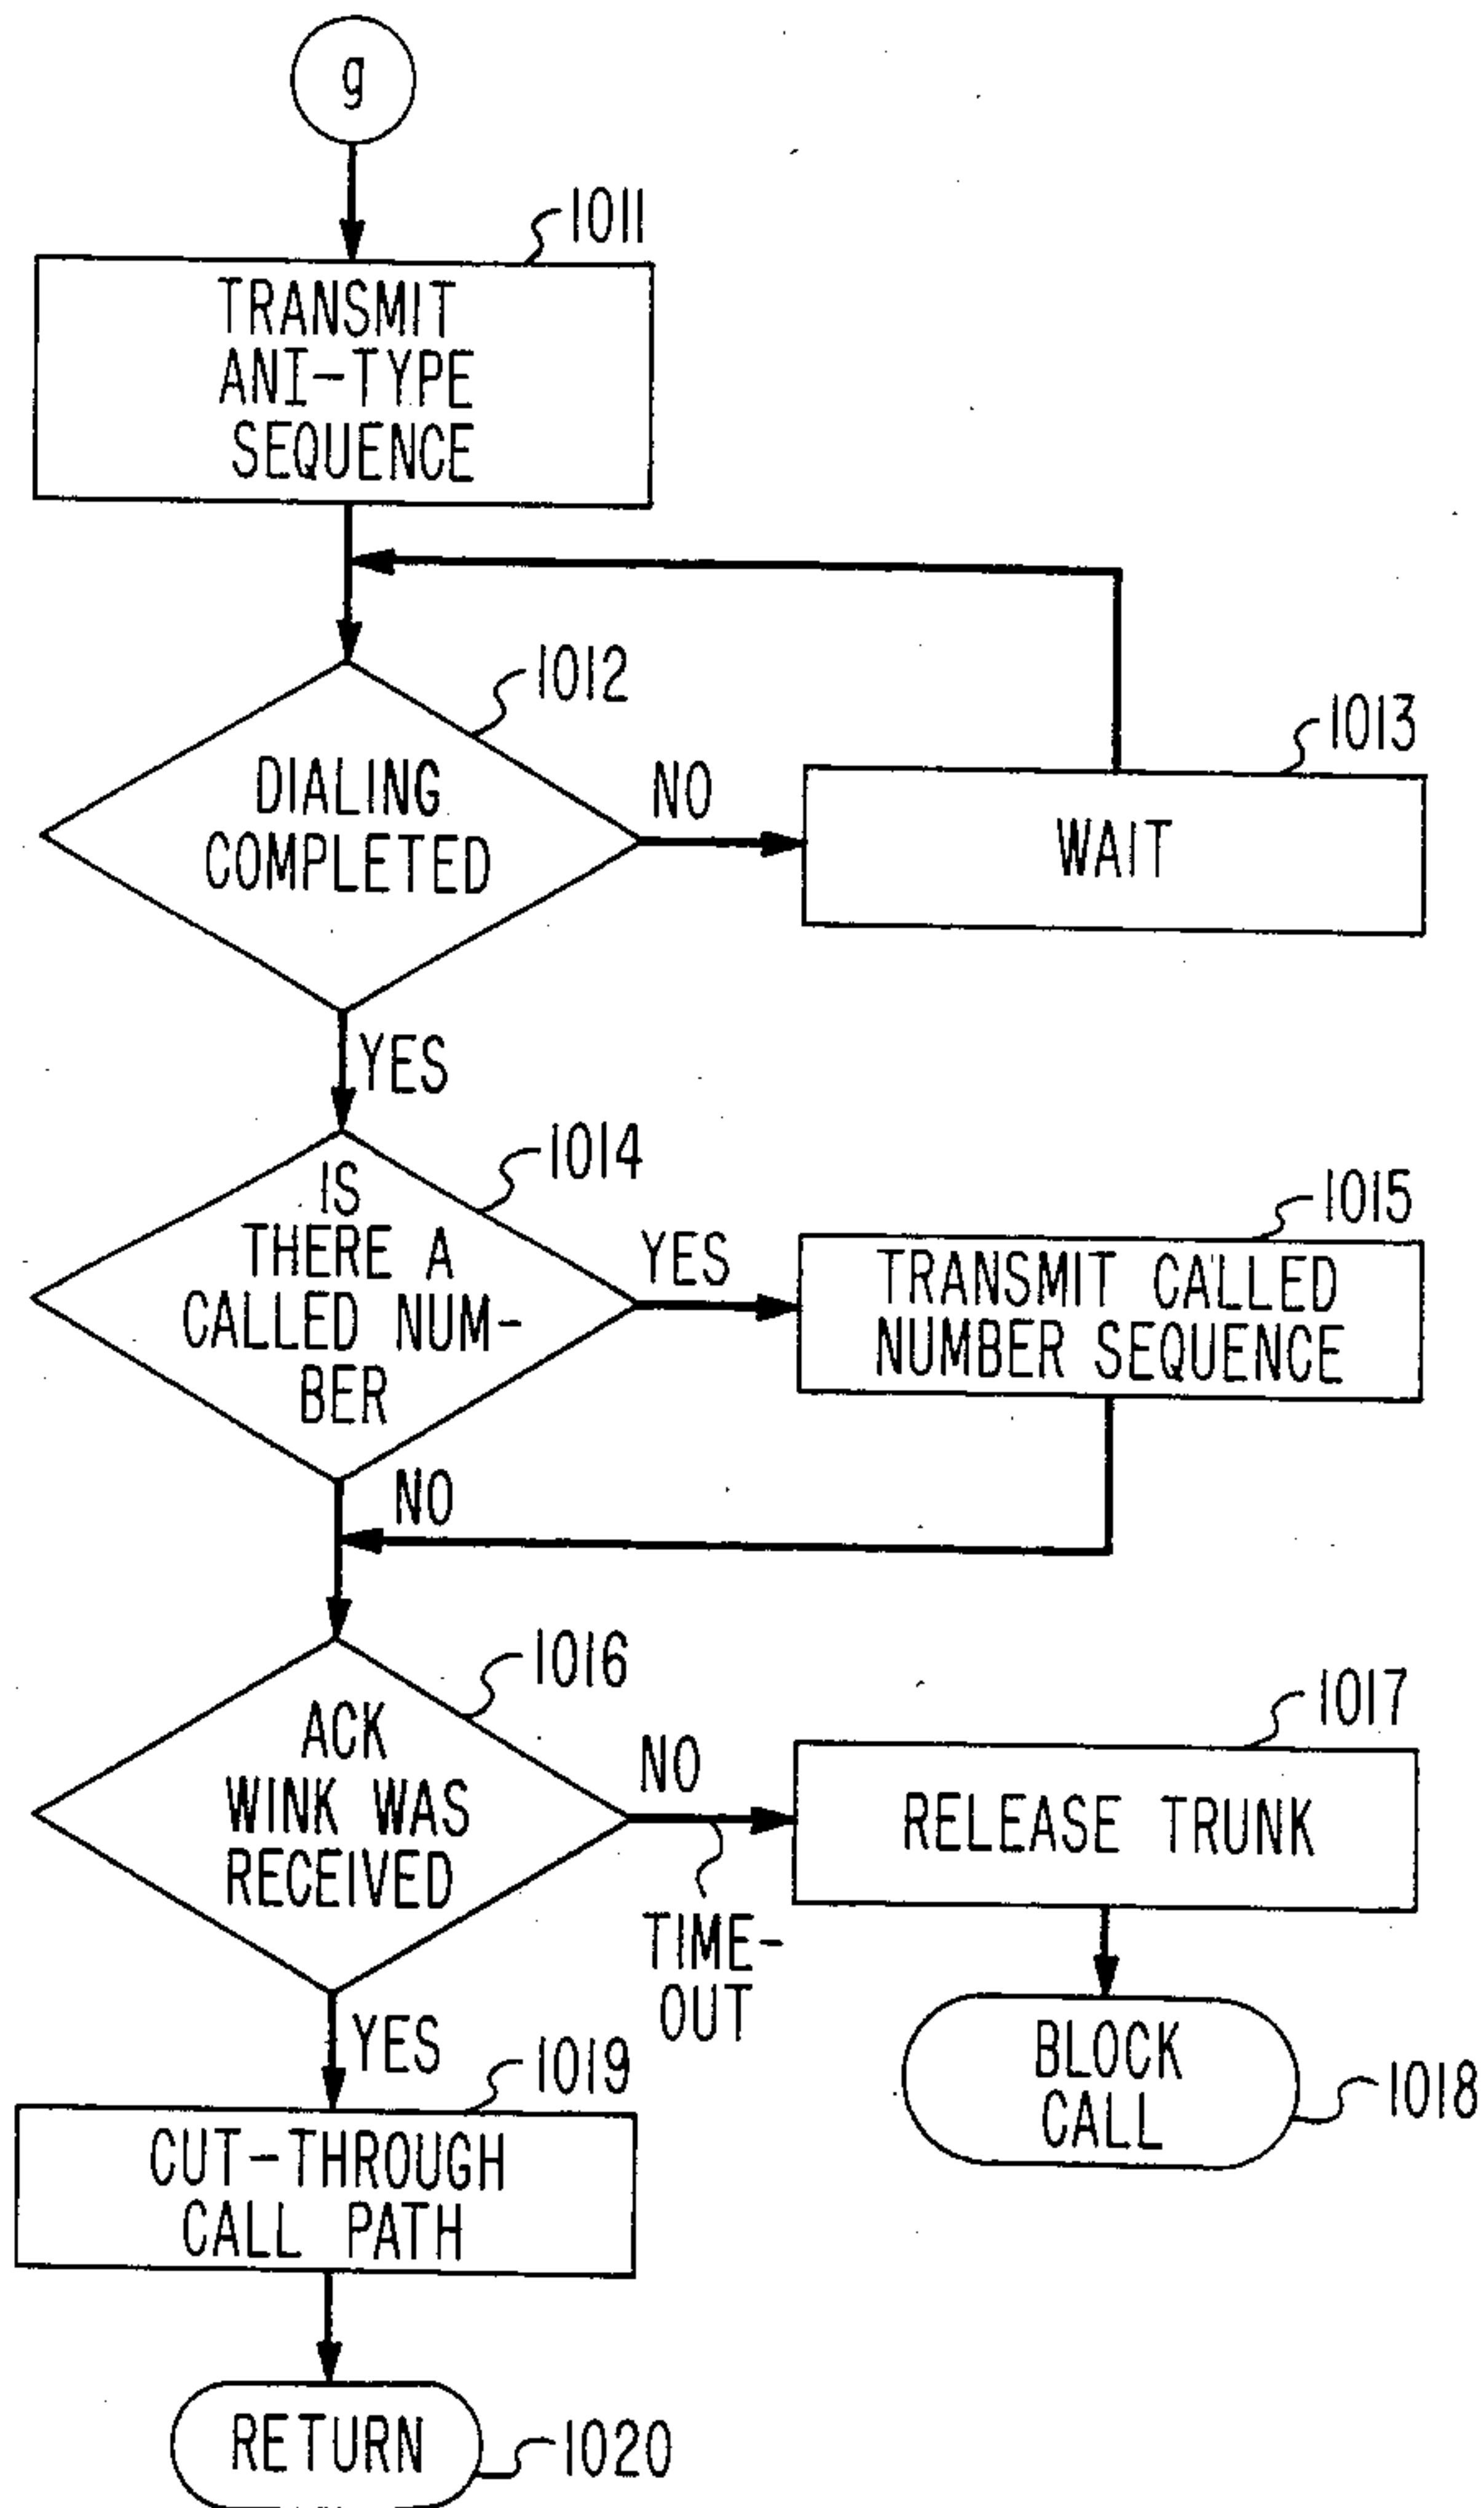 g
1011
TRANSMIT
ANI-TYPE
SEQUENCE
1012
DIALING
COMPLETED
NO
1013
WAIT
YES
1014
IS
THERE A
CALLED NUM-
BER
YES
1015
TRANSMIT CALLED
NUMBER SEQUENCE
NO
1016
ACK
WINK WAS
RECEIVED
NO
TIME-
OUT
1017
RELEASE TRUNK
BLOCK
CALL
1018
YES
1019
CUT-THROUGH
CALL PATH
RETURN
1020